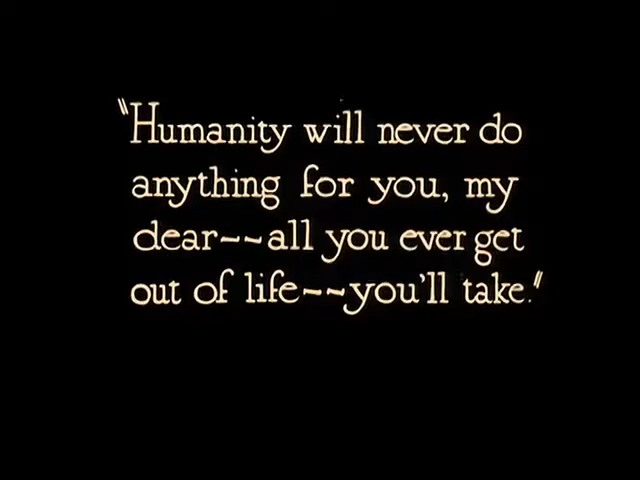 "Humanity will never do
anything for you, my
dear--all you ever get
out of life--you'll take."